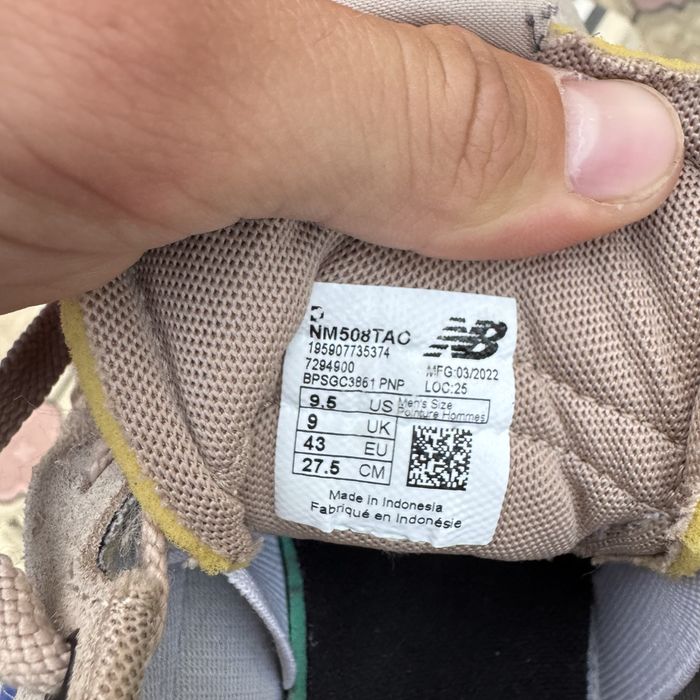 D
NM508TAC
NB
195907735374
7294900 MFG:03/2022
BPSGC3861 PNP LOC:25
9.5 US Men's Size
Pointure Hommes
9 UK
43 EU
27.5 CM
Made in Indonesia
Fabriqué en Indonésie